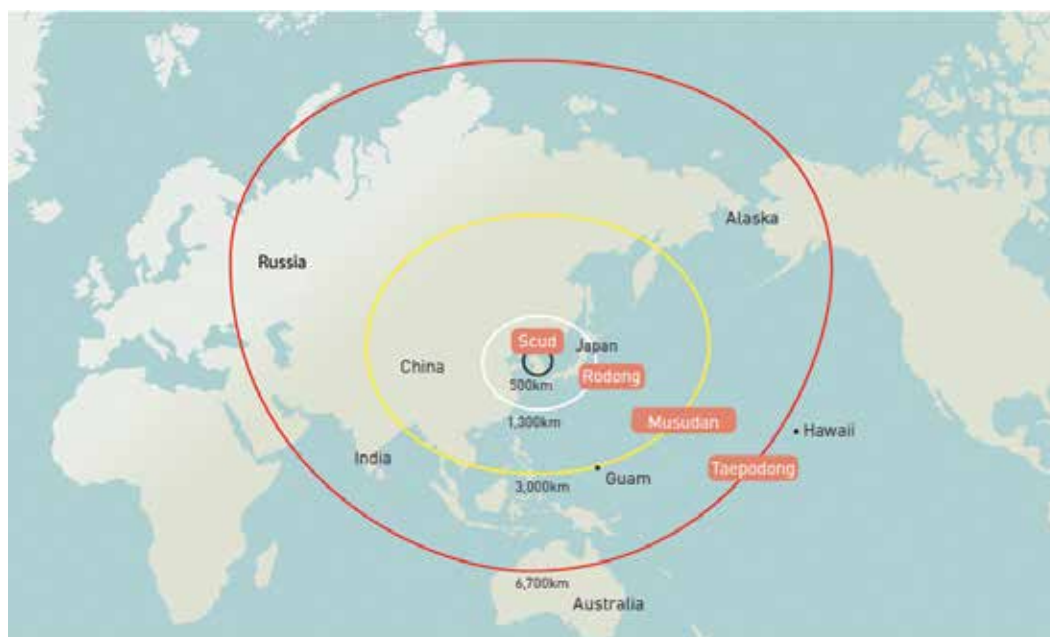 Alaska
Russia
Scud
Japan
China
Rodong
500km
1,300km
Musudan
Hawaii
India
Taepodong
Guam
3,000km
6,700km
Australia